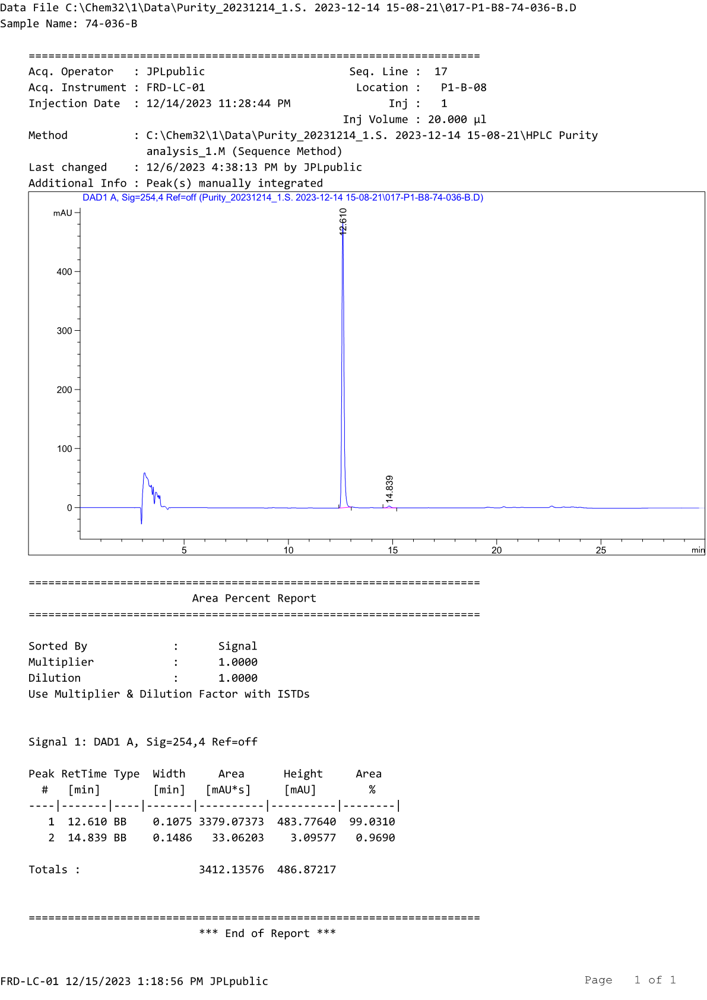 Data File C:\Chem32\1\Data\Purity_20231214_1.S. 2023-12-14 15-08-21\017-P1-B8-74-036-B.D
Sample Name: 74-036-B
=====================================================================
Acq. Operator   : JPLpublic                      Seq. Line :  17
Acq. Instrument : FRD-LC-01                       Location :   P1-B-08
Injection Date  : 12/14/2023 11:28:44 PM               Inj :   1
Inj Volume : 20.000 µl
Method          : C:\Chem32\1\Data\Purity_20231214_1.S. 2023-12-14 15-08-21\HPLC Purity
analysis_1.M (Sequence Method)
Last changed    : 12/6/2023 4:38:13 PM by JPLpublic
Additional Info : Peak(s) manually integrated
DAD1 A, Sig=254,4 Ref=off (Purity_20231214_1.S. 2023-12-14 15-08-21\017-P1-B8-74-036-B.D)
mAU
12.610
400
300
200
100
14.839
0
5 10 15 20 25 min
=====================================================================
Area Percent Report
=====================================================================
Sorted By             :      Signal
Multiplier            :      1.0000
Dilution              :      1.0000
Use Multiplier & Dilution Factor with ISTDs
Signal 1: DAD1 A, Sig=254,4 Ref=off
Peak RetTime Type  Width     Area      Height     Area
#   [min]        [min]   [mAU*s]     [mAU]        %
----|-------|----|-------|----------|----------|--------|
1  12.610 BB    0.1075 3379.07373  483.77640  99.0310
2  14.839 BB    0.1486   33.06203    3.09577   0.9690
Totals :                  3412.13576  486.87217
=====================================================================
*** End of Report ***
FRD-LC-01 12/15/2023 1:18:56 PM JPLpublic                    Page   1 of 1